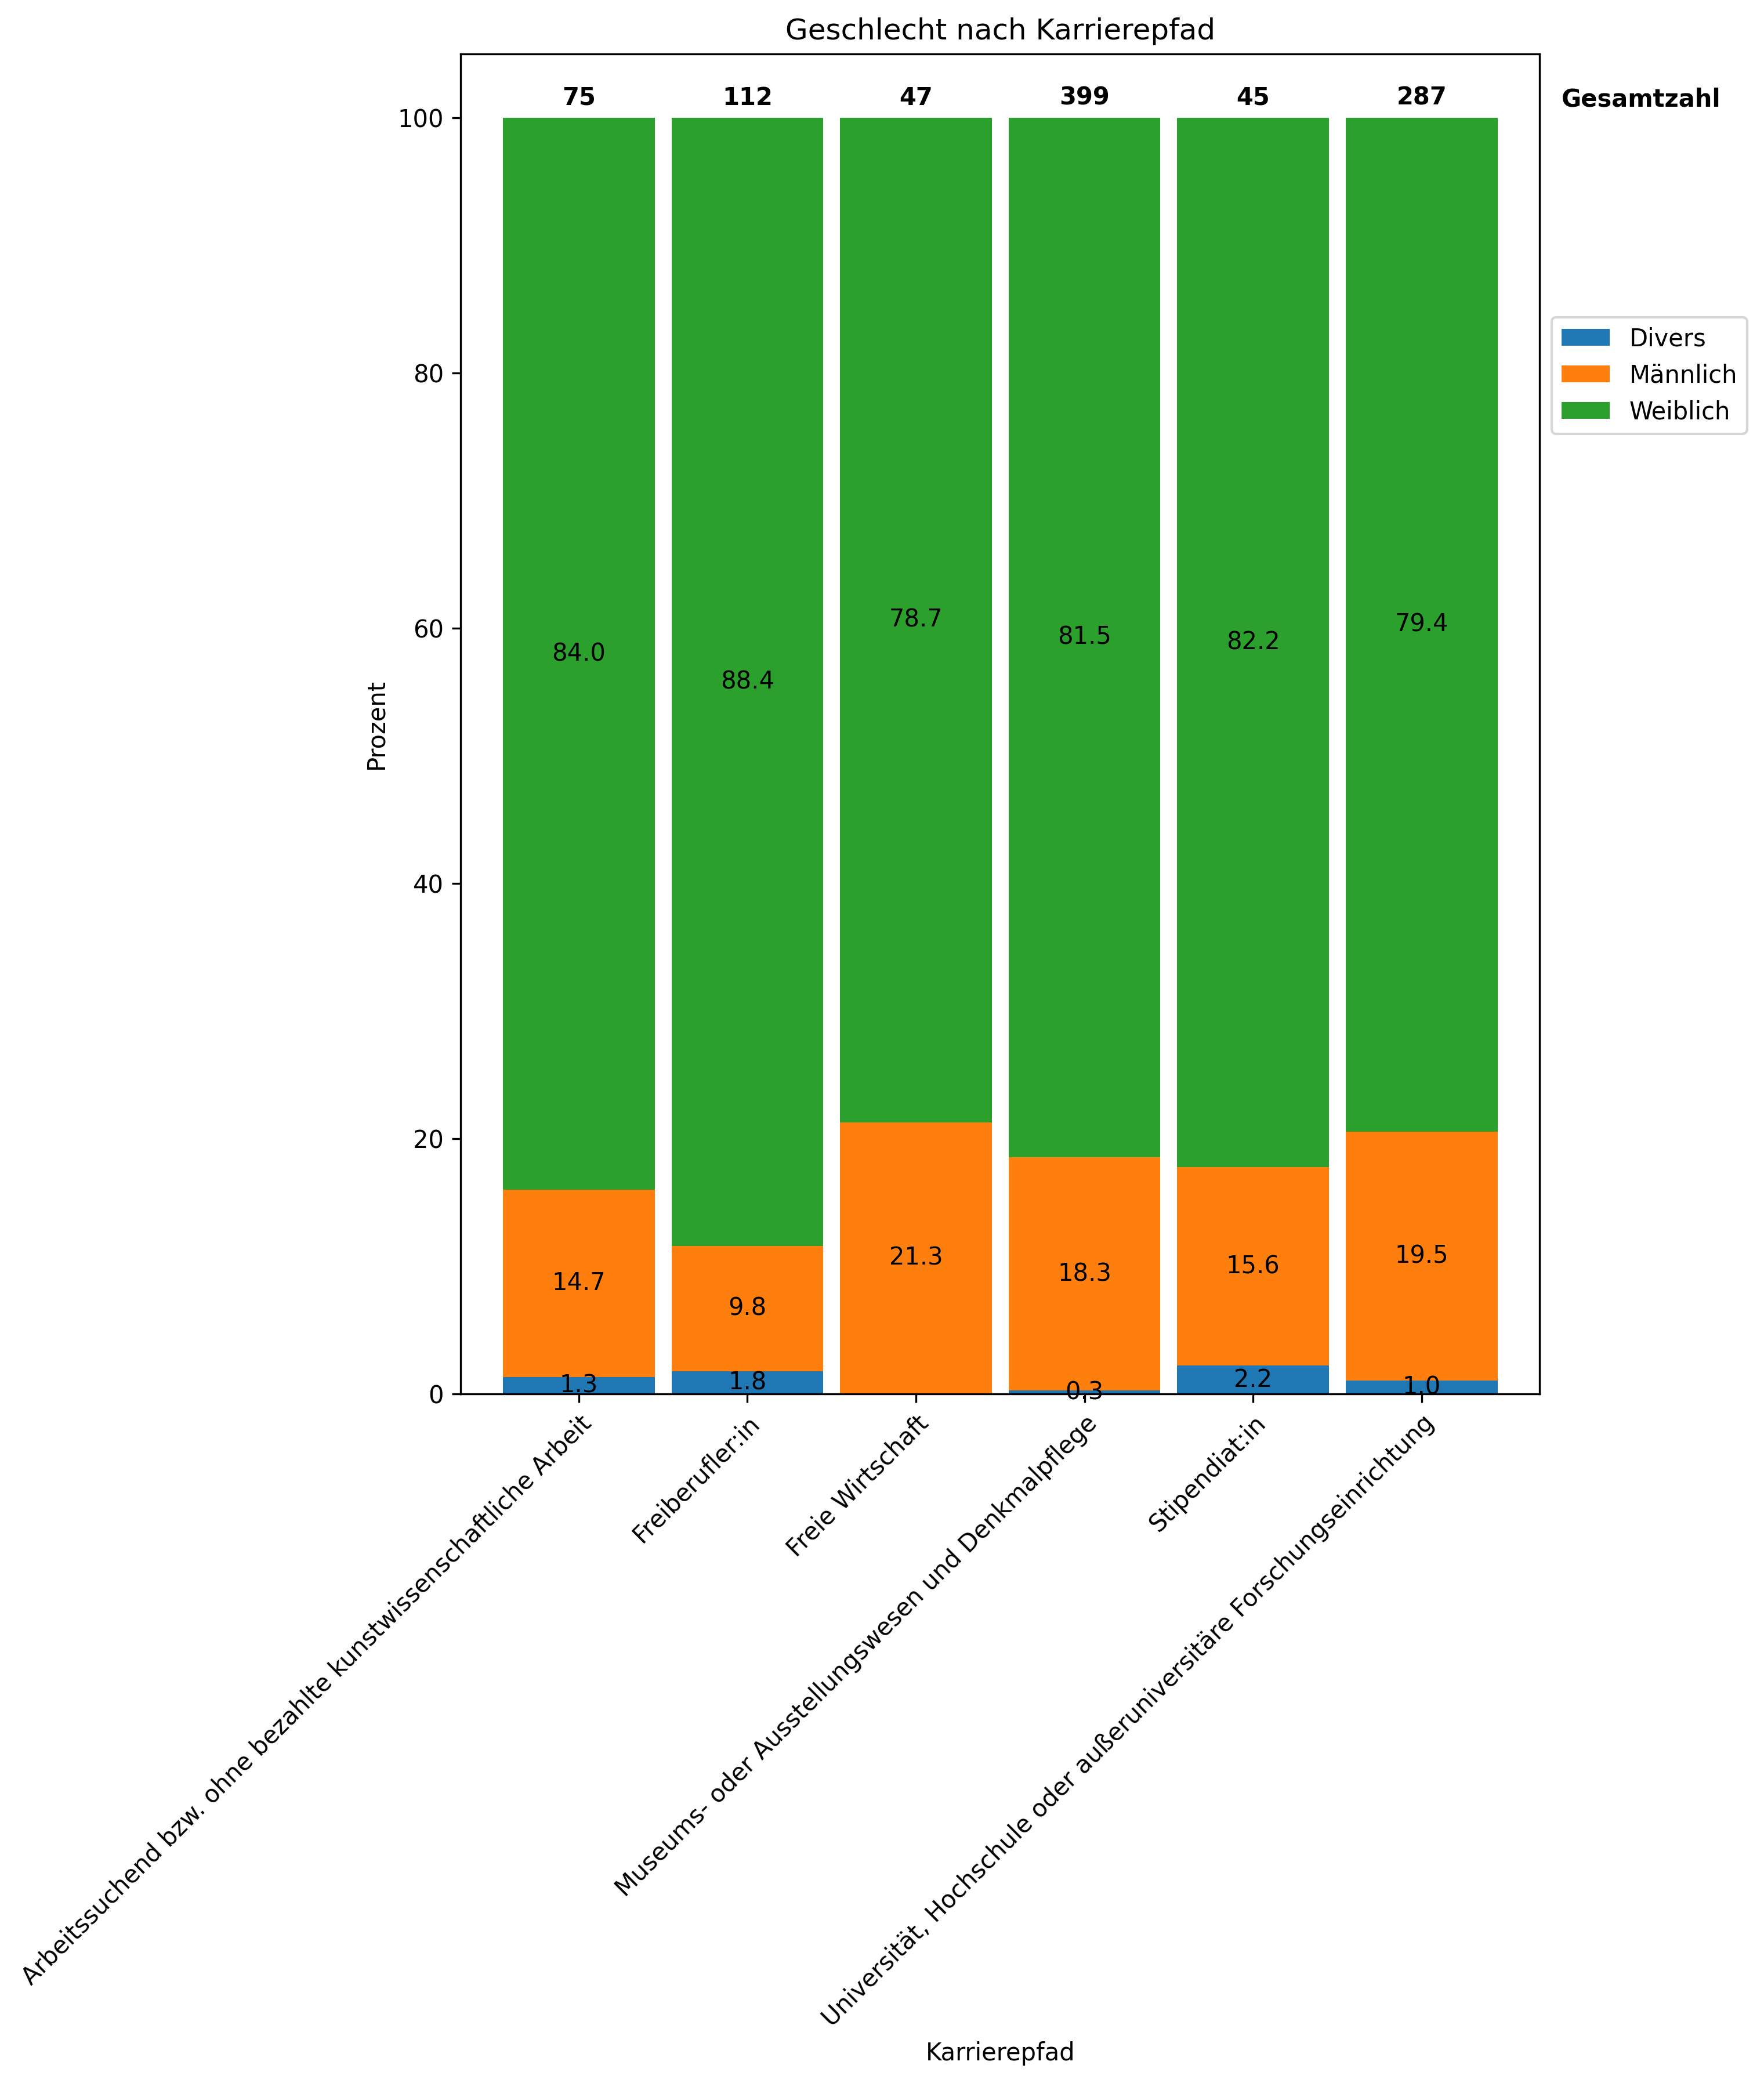 Geschlecht nach Karrierepfad
75 112 47 399 45 287 Gesamtzahl
100
80
60
40
20
0
Prozent
Divers
Männlich
Weiblich
84.0 88.4 78.7 81.5 82.2 79.4
14.7 9.8 21.3 18.3 15.6 19.5
1.3 1.8 0.3 2.2 1.0
Arbeitssuchend bzw. ohne bezahlte kunstwissenschaftliche Arbeit
Freiberufler:in
Freie Wirtschaft
Museums- oder Ausstellungswesen und Denkmalpflege
Stipendiat:in
Universität, Hochschule oder außeruniversitäre Forschungseinrichtung
Karrierepfad